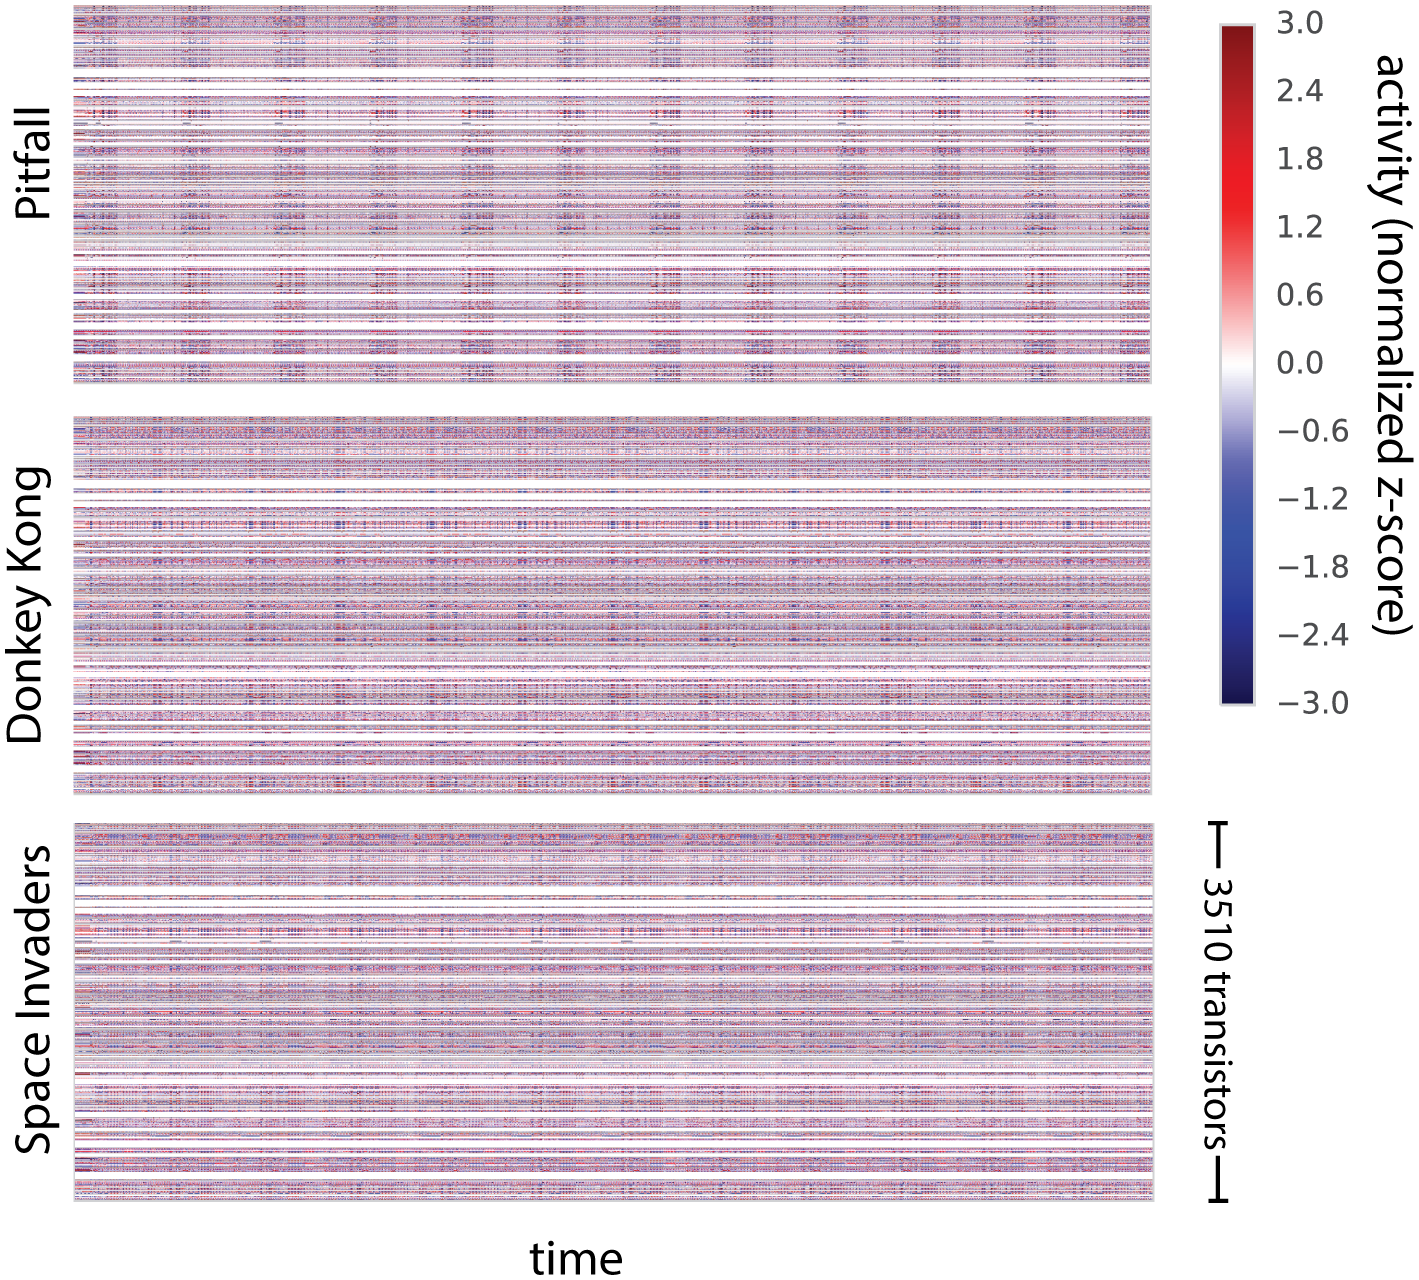 Pitfall
Donkey Kong
Space Invaders
time
3.0
2.4
1.8
1.2
0.6
0.0
−0.6
−1.2
−1.8
−2.4
−3.0
activity (normalized z-score)
3510 transistors